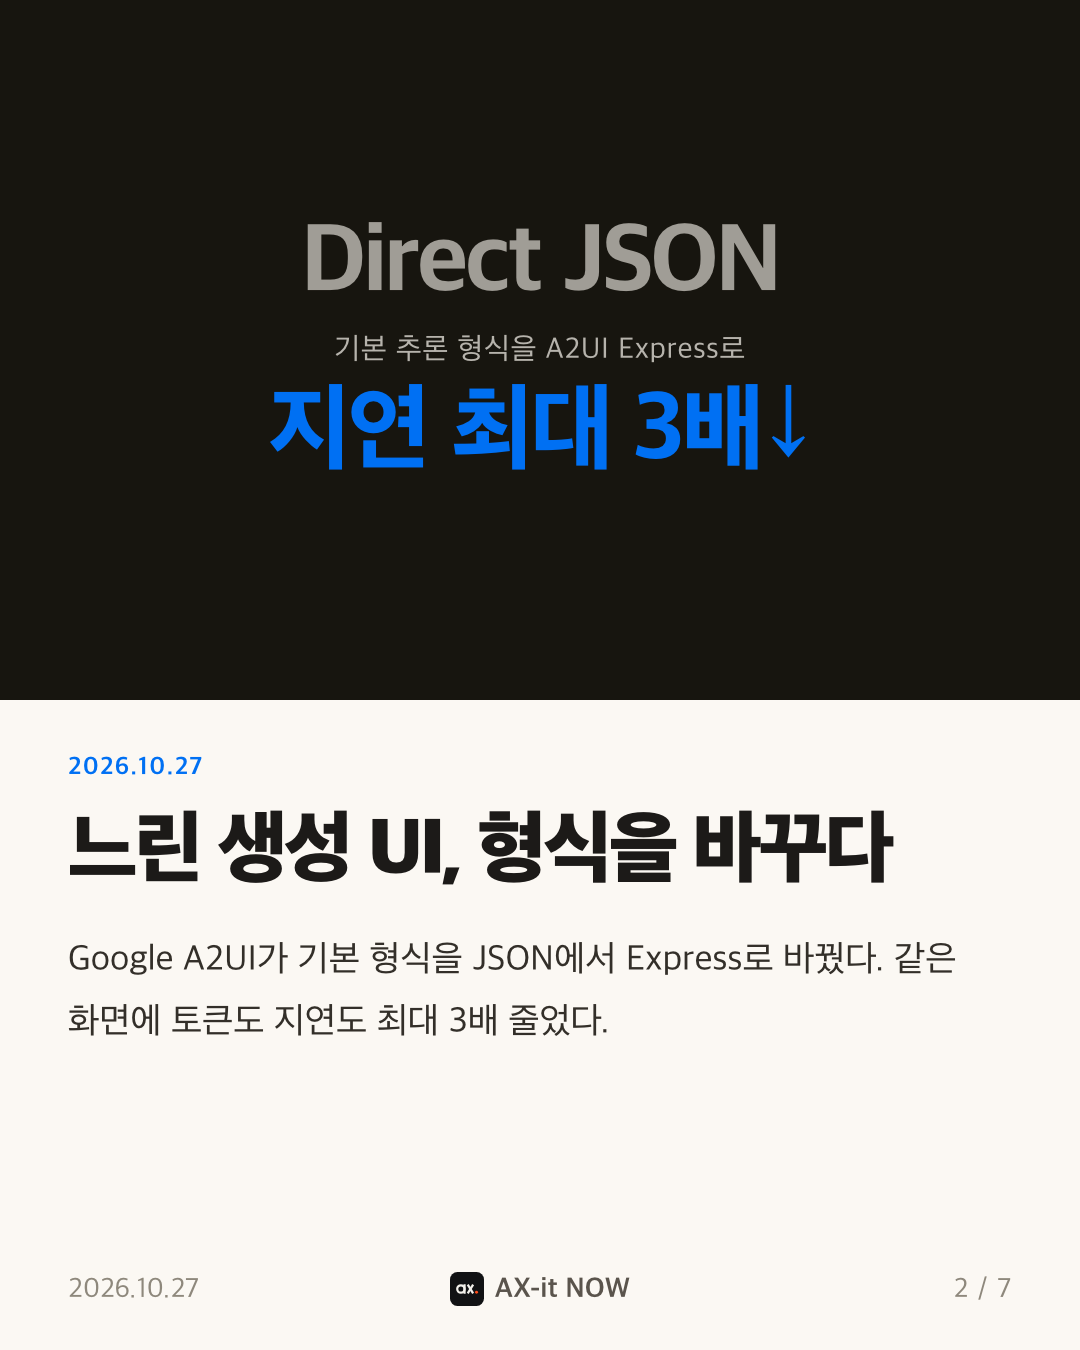 Direct JSON
기본 추론 형식을 A2UI Express로
지연 최대 3배↓
2026.10.27
느린 생성 UI, 형식을 바꾸다
Google A2UI가 기본 형식을 JSON에서 Express로 바꿨다. 같은
화면에 토큰도 지연도 최대 3배 줄었다.
2026.10.27
ax. AX-it NOW
2 / 7